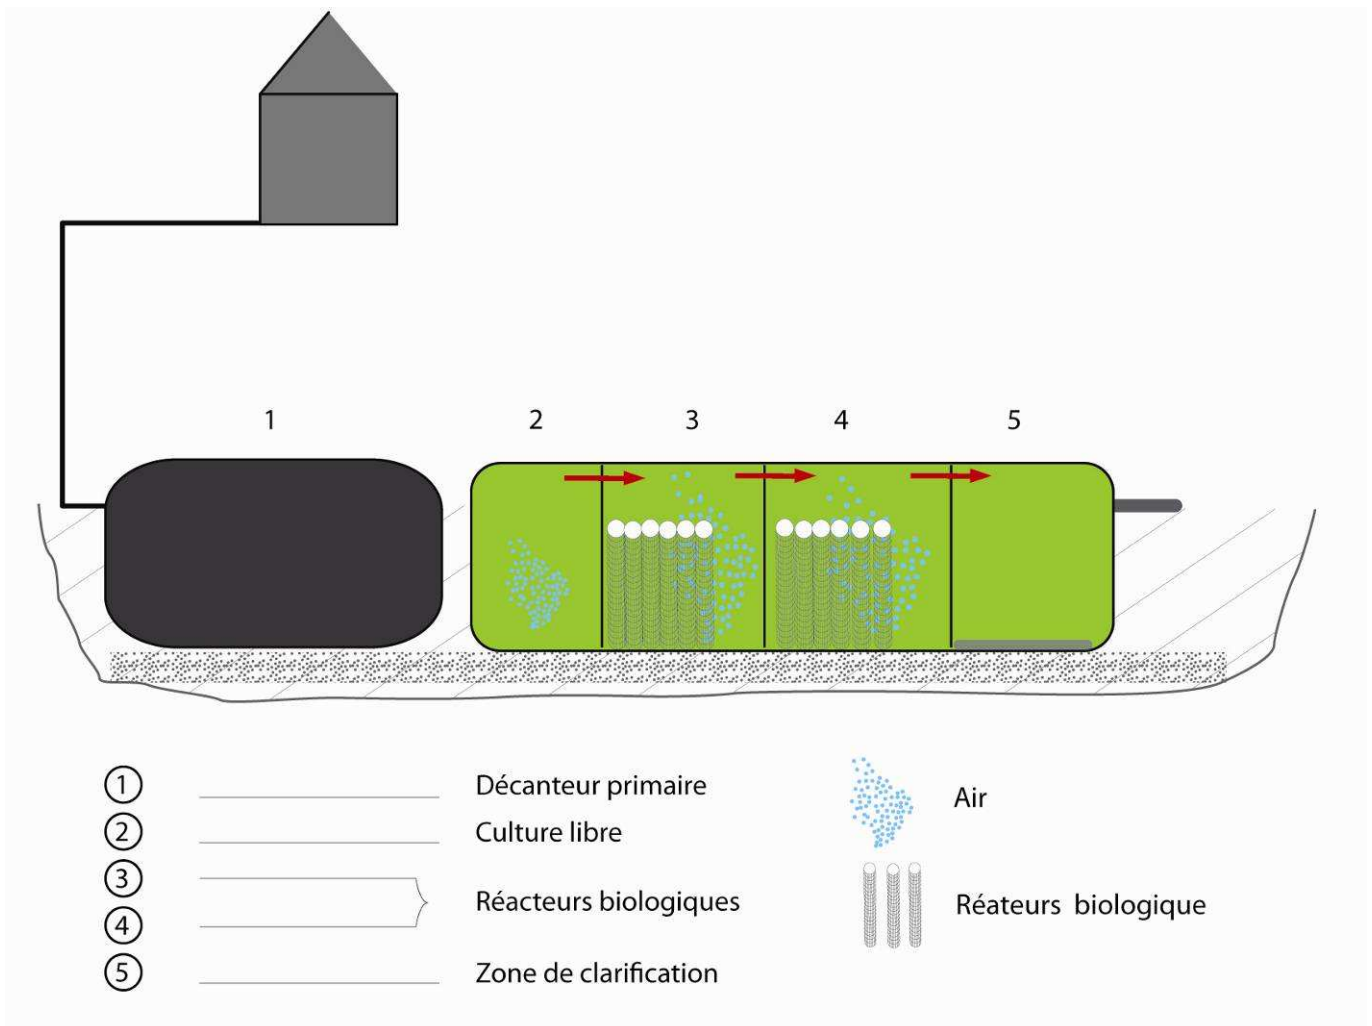 1
2 3 4 5
1 Décanteur primaire
2 Culture libre
3
Réacteurs biologiques
4
5 Zone de clarification
Air
Réateurs biologique